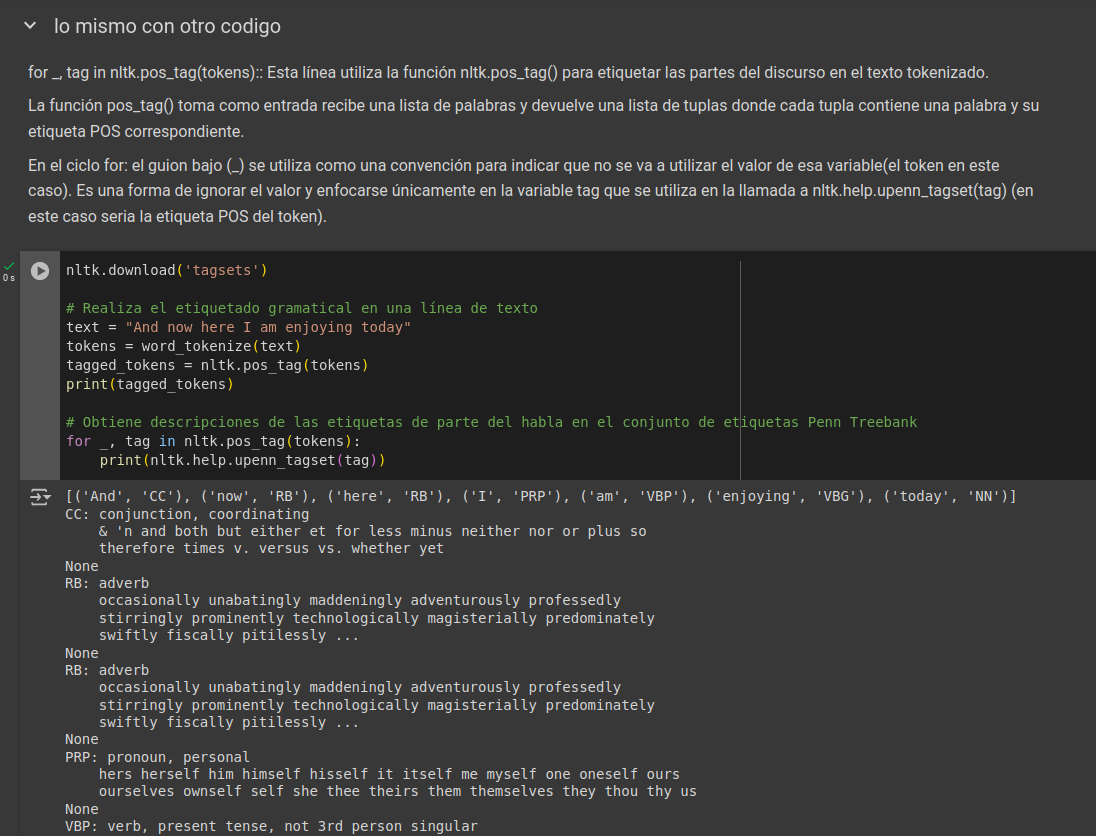 lo mismo con otro codigo
for _, tag in nltk.pos_tag(tokens):: Esta línea utiliza la función nltk.pos_tag() para etiquetar las partes del discurso en el texto tokenizado.
La función pos_tag() toma como entrada recibe una lista de palabras y devuelve una lista de tuplas donde cada tupla contiene una palabra y su
etiqueta POS correspondiente.
En el ciclo for: el guion bajo (_) se utiliza como una convención para indicar que no se va a utilizar el valor de esa variable(el token en este
caso). Es una forma de ignorar el valor y enfocarse únicamente en la variable tag que se utiliza en la llamada a nltk.help.upenn_tagset(tag) (en
este caso seria la etiqueta POS del token).
0 s
nltk.download('tagsets')
# Realiza el etiquetado gramatical en una línea de texto
text = "And now here I am enjoying today"
tokens = word_tokenize(text)
tagged_tokens = nltk.pos_tag(tokens)
print(tagged_tokens)
# Obtiene descripciones de las etiquetas de parte del habla en el conjunto de etiquetas Penn Treebank
for _, tag in nltk.pos_tag(tokens):
    print(nltk.help.upenn_tagset(tag))
[('And', 'CC'), ('now', 'RB'), ('here', 'RB'), ('I', 'PRP'), ('am', 'VBP'), ('enjoying', 'VBG'), ('today', 'NN')]
CC: conjunction, coordinating
    & 'n and both but either et for less minus neither nor or plus so
    therefore times v. versus vs. whether yet
None
RB: adverb
    occasionally unabatingly maddeningly adventurously professedly
    stirringly prominently technologically magisterially predominately
    swiftly fiscally pitilessly ...
None
RB: adverb
    occasionally unabatingly maddeningly adventurously professedly
    stirringly prominently technologically magisterially predominately
    swiftly fiscally pitilessly ...
None
PRP: pronoun, personal
    hers herself him himself hisself it itself me myself one oneself ours
    ourselves ownself self she thee theirs them themselves they thou thy us
None
VBP: verb, present tense, not 3rd person singular